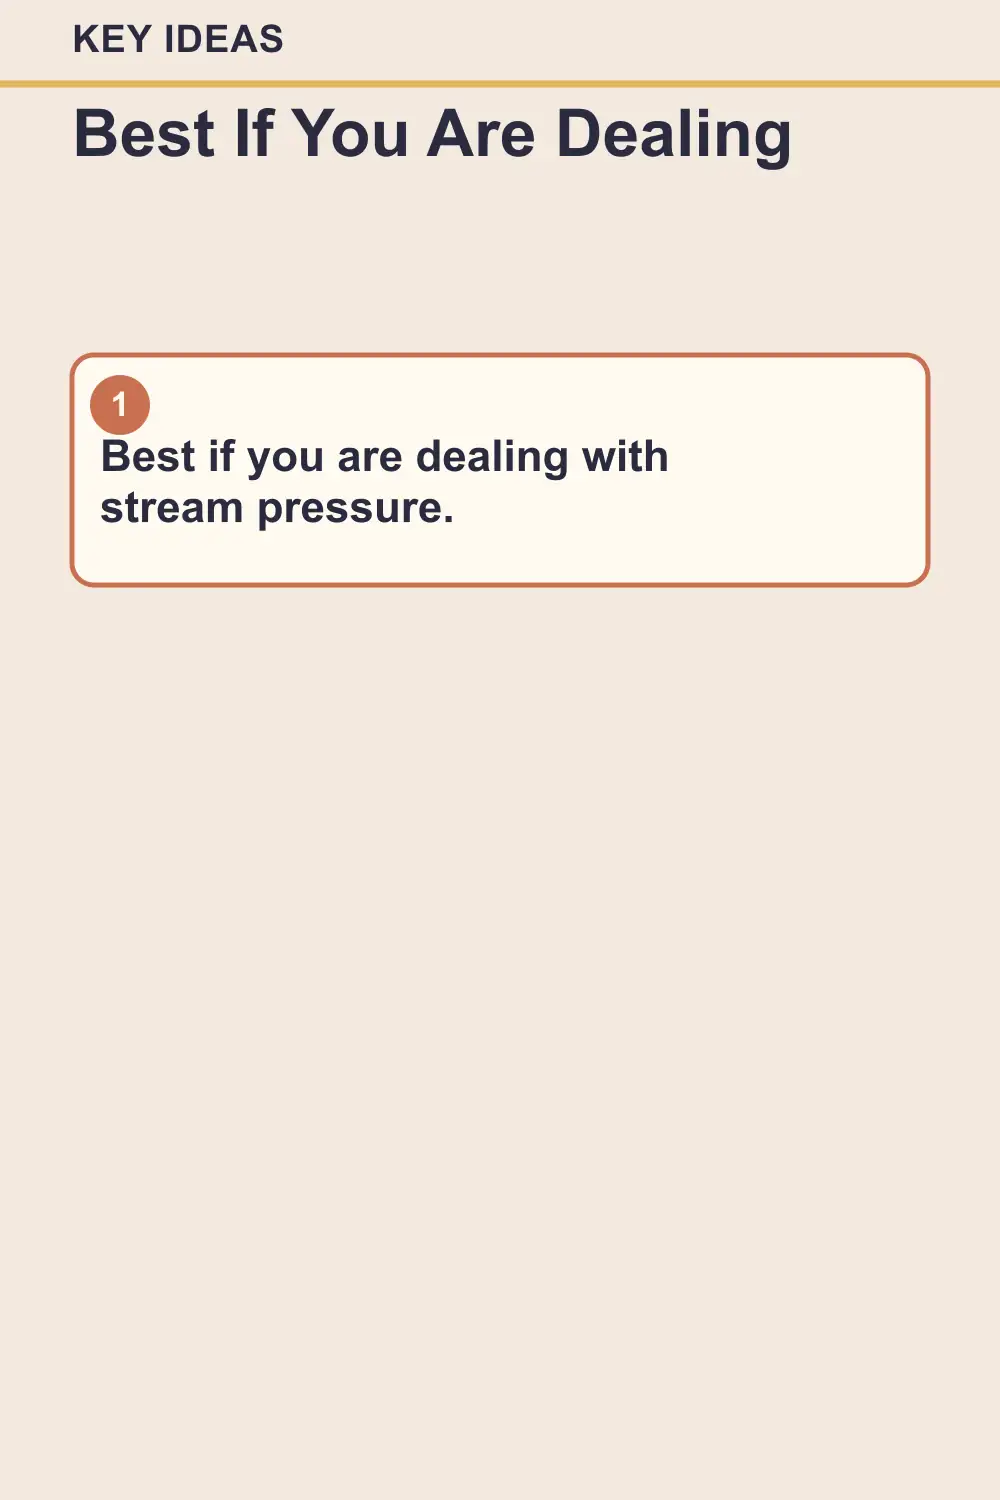 KEY IDEAS
Best If You Are Dealing
1
Best if you are dealing with
stream pressure.